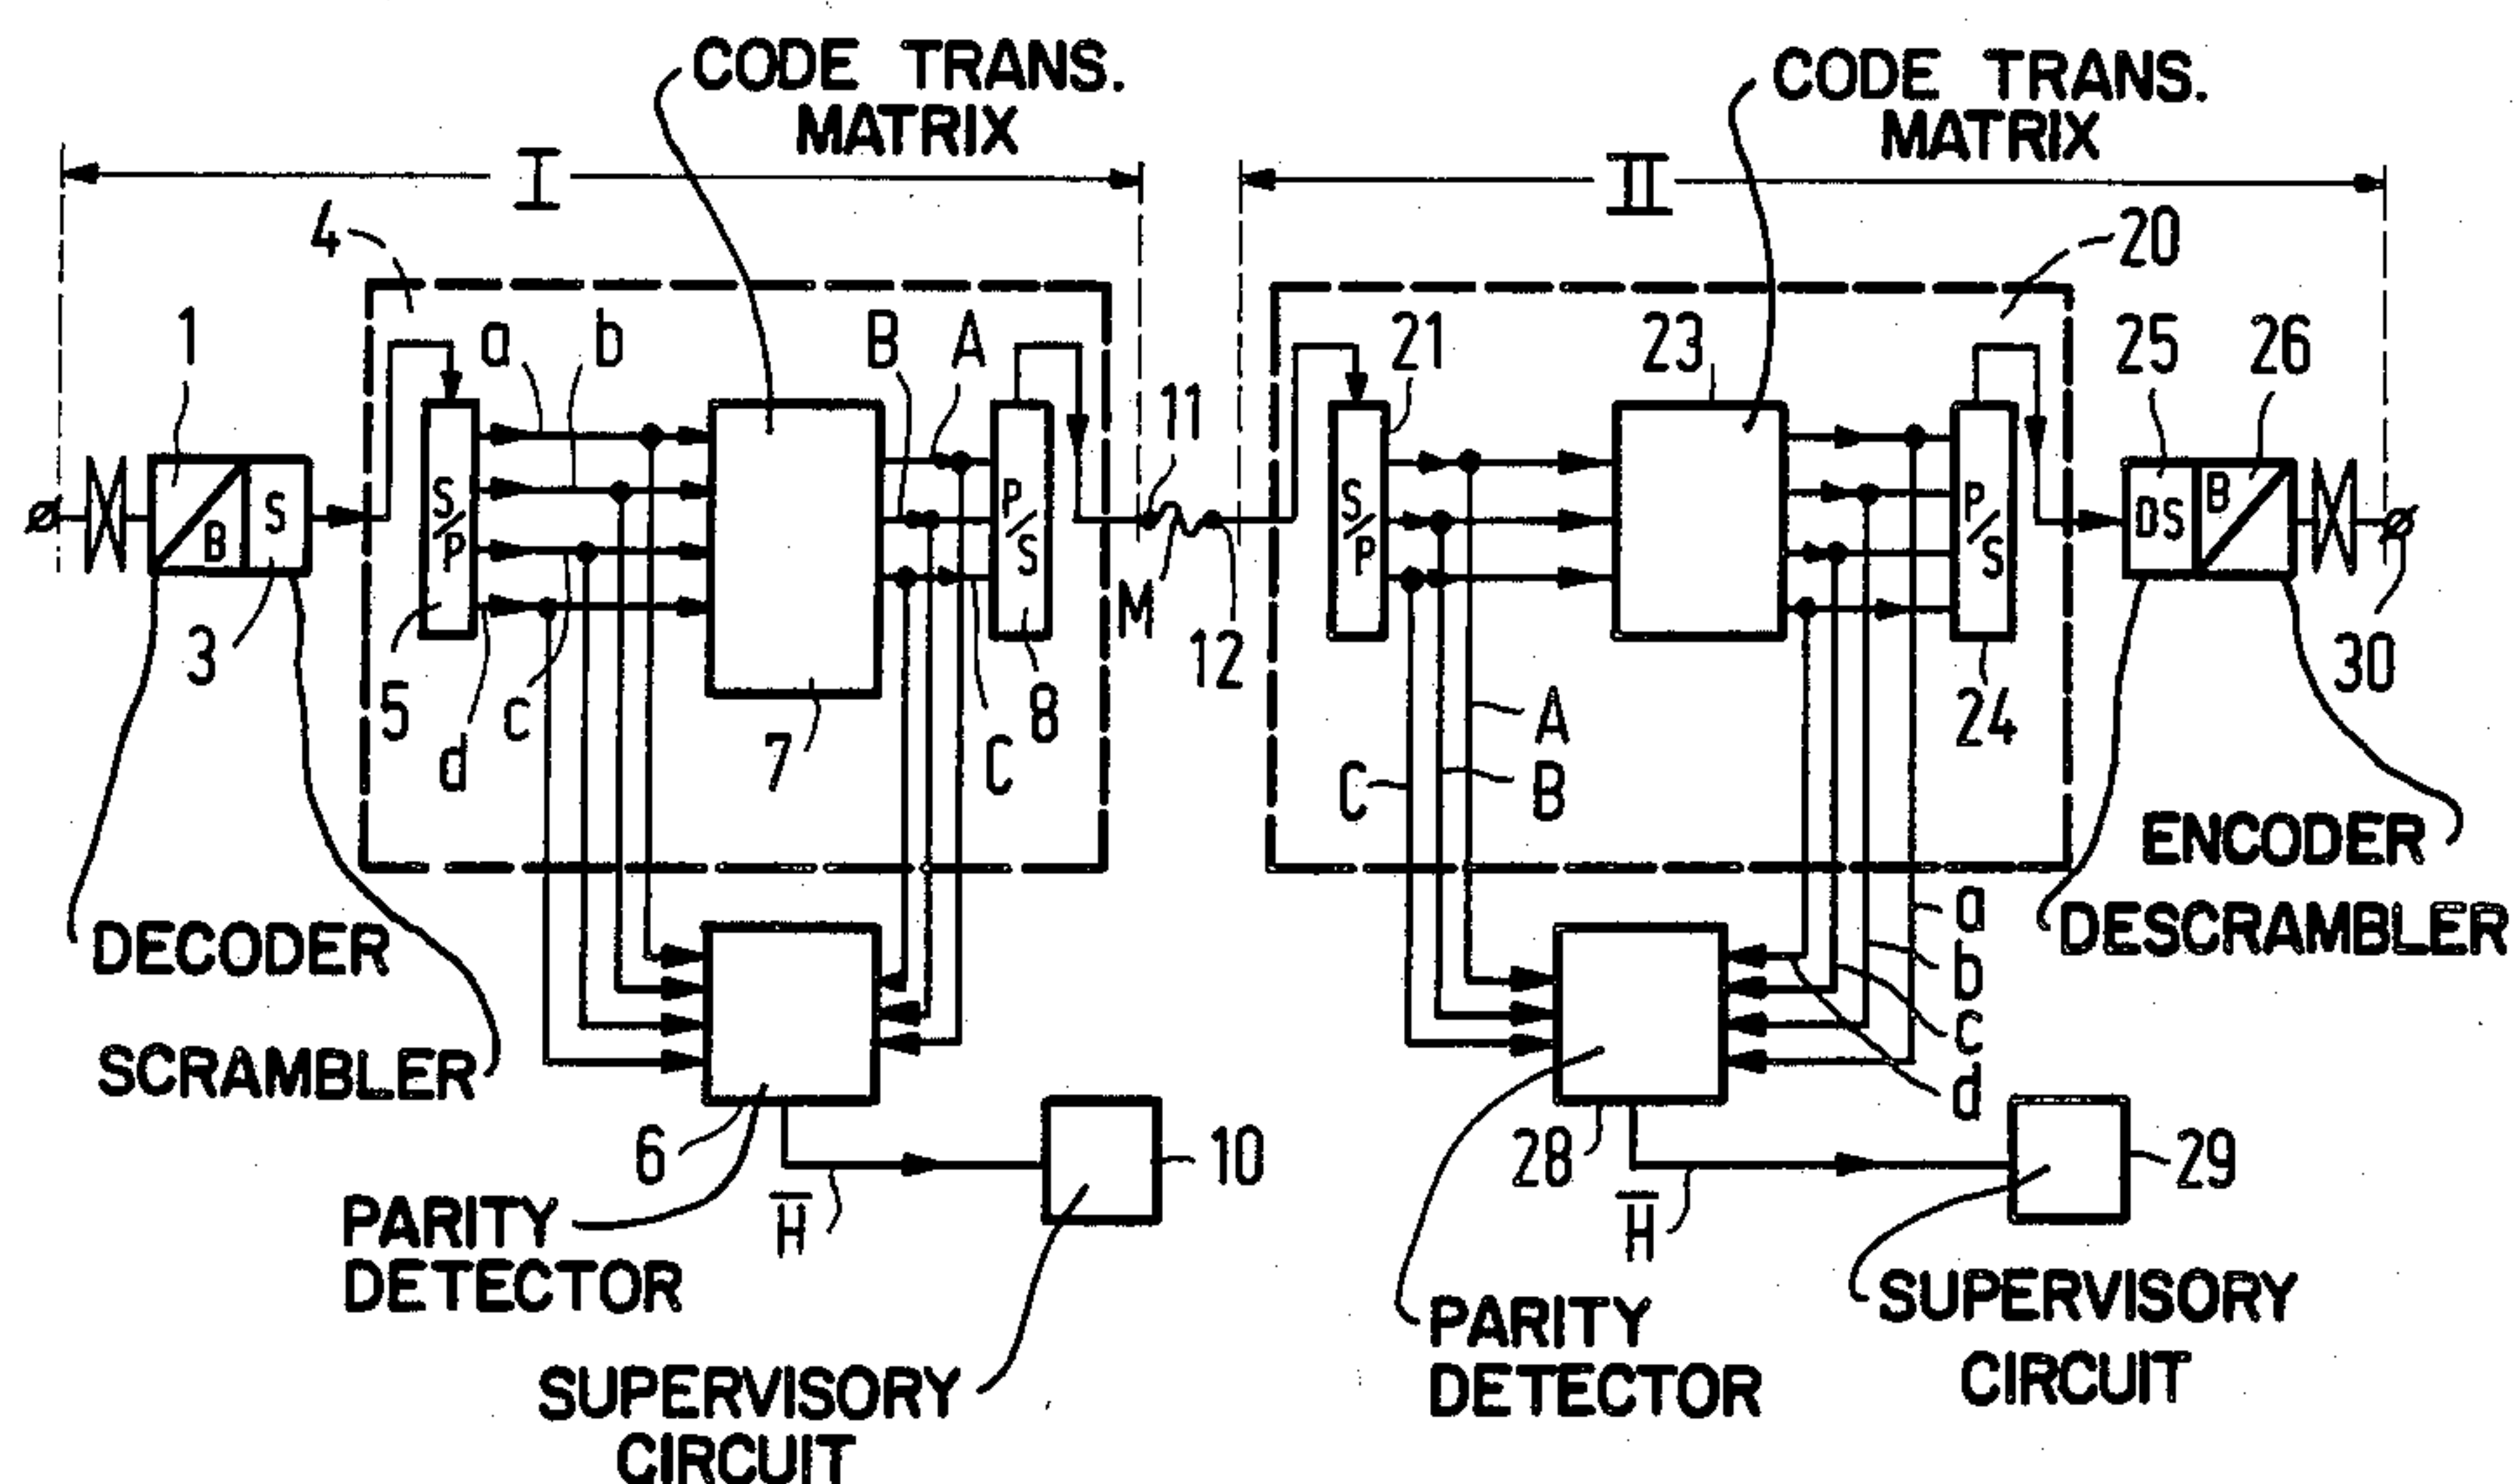 CODE TRANS.
MATRIX
CODE TRANS.
MATRIX
I
II
4
20
1
a
b
B
A
21
23
25
26
11
B
S
S/P
P/S
S/P
P/S
DS
B
3
5
d
c
7
C
8
M
12
A
B
C
24
30
ENCODER
DECODER
a
DESCRAMBLER
b
SCRAMBLER
c
d
6
10
28
29
H̅
H̅
PARITY
DETECTOR
PARITY
DETECTOR
SUPERVISORY
CIRCUIT
SUPERVISORY
CIRCUIT